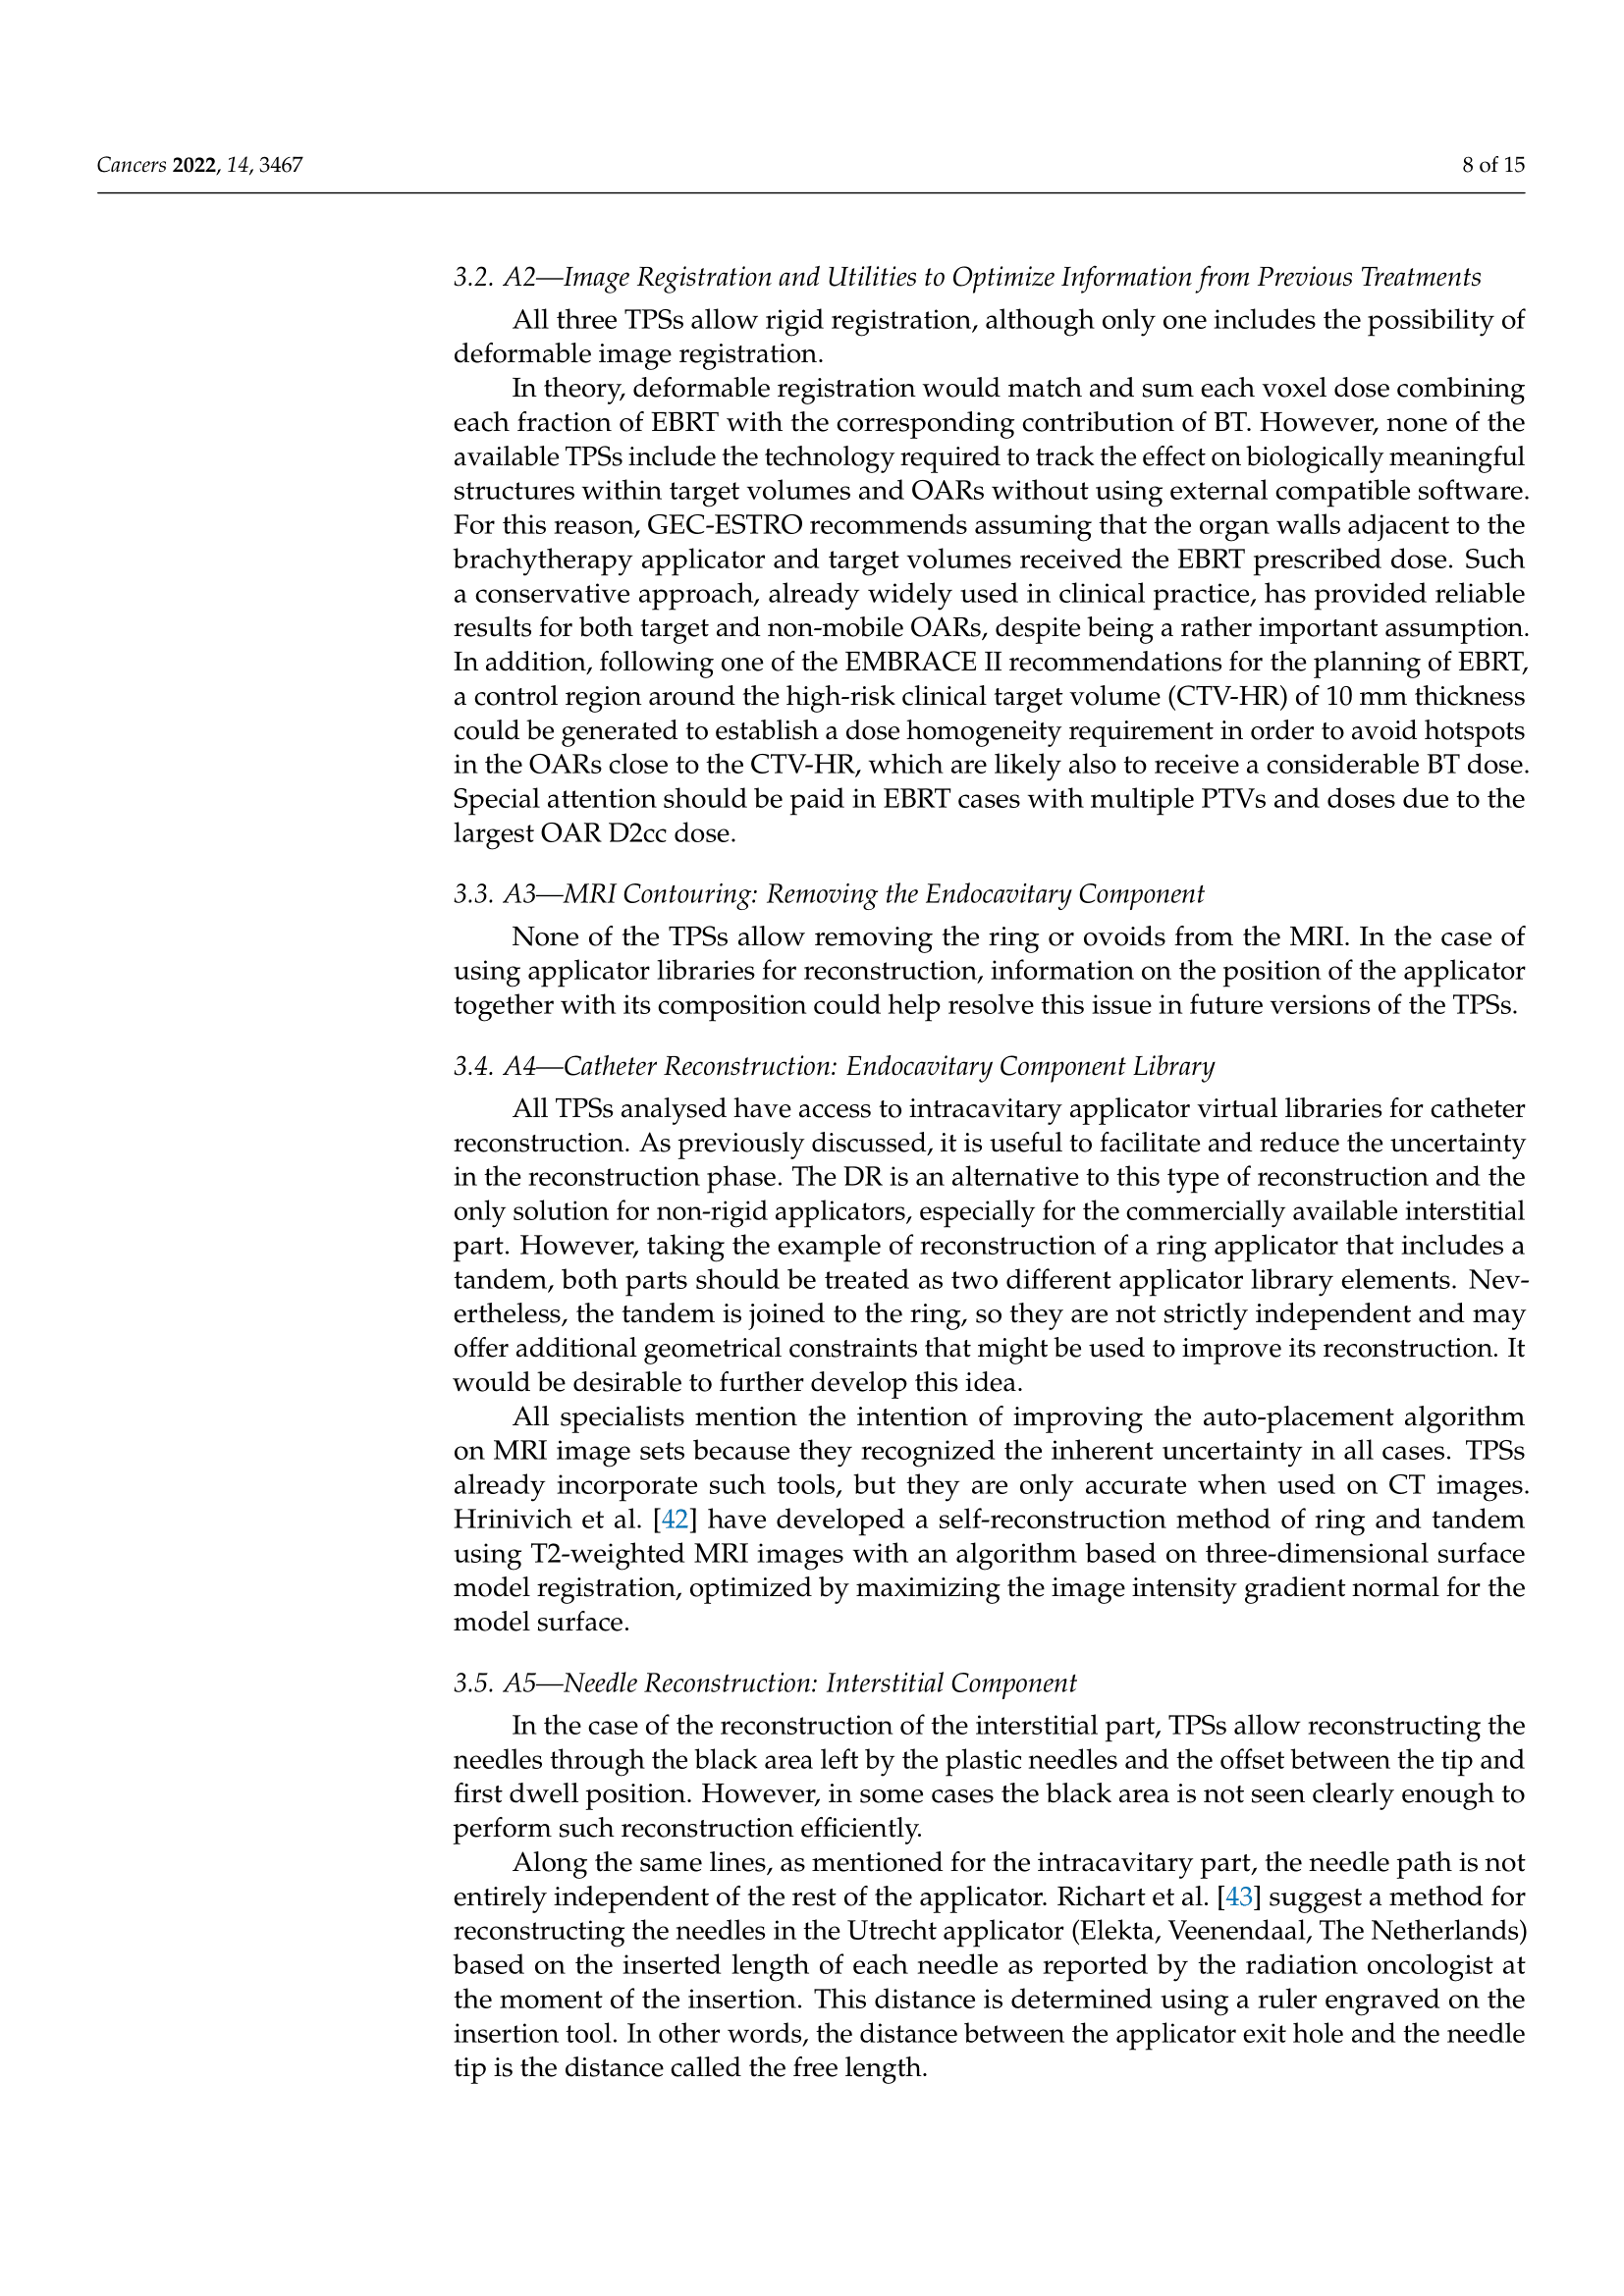 Cancers 2022, 14, 3467
8 of 15
3.2. A2—Image Registration and Utilities to Optimize Information from Previous Treatments
All three TPSs allow rigid registration, although only one includes the possibility of
deformable image registration.
In theory, deformable registration would match and sum each voxel dose combining
each fraction of EBRT with the corresponding contribution of BT. However, none of the
available TPSs include the technology required to track the effect on biologically meaningful
structures within target volumes and OARs without using external compatible software.
For this reason, GEC-ESTRO recommends assuming that the organ walls adjacent to the
brachytherapy applicator and target volumes received the EBRT prescribed dose. Such
a conservative approach, already widely used in clinical practice, has provided reliable
results for both target and non-mobile OARs, despite being a rather important assumption.
In addition, following one of the EMBRACE II recommendations for the planning of EBRT,
a control region around the high-risk clinical target volume (CTV-HR) of 10 mm thickness
could be generated to establish a dose homogeneity requirement in order to avoid hotspots
in the OARs close to the CTV-HR, which are likely also to receive a considerable BT dose.
Special attention should be paid in EBRT cases with multiple PTVs and doses due to the
largest OAR D2cc dose.
3.3. A3—MRI Contouring: Removing the Endocavitary Component
None of the TPSs allow removing the ring or ovoids from the MRI. In the case of
using applicator libraries for reconstruction, information on the position of the applicator
together with its composition could help resolve this issue in future versions of the TPSs.
3.4. A4—Catheter Reconstruction: Endocavitary Component Library
All TPSs analysed have access to intracavitary applicator virtual libraries for catheter
reconstruction. As previously discussed, it is useful to facilitate and reduce the uncertainty
in the reconstruction phase. The DR is an alternative to this type of reconstruction and the
only solution for non-rigid applicators, especially for the commercially available interstitial
part. However, taking the example of reconstruction of a ring applicator that includes a
tandem, both parts should be treated as two different applicator library elements. Nev-
ertheless, the tandem is joined to the ring, so they are not strictly independent and may
offer additional geometrical constraints that might be used to improve its reconstruction. It
would be desirable to further develop this idea.
All specialists mention the intention of improving the auto-placement algorithm
on MRI image sets because they recognized the inherent uncertainty in all cases. TPSs
already incorporate such tools, but they are only accurate when used on CT images.
Hrinivich et al. [42] have developed a self-reconstruction method of ring and tandem
using T2-weighted MRI images with an algorithm based on three-dimensional surface
model registration, optimized by maximizing the image intensity gradient normal for the
model surface.
3.5. A5—Needle Reconstruction: Interstitial Component
In the case of the reconstruction of the interstitial part, TPSs allow reconstructing the
needles through the black area left by the plastic needles and the offset between the tip and
first dwell position. However, in some cases the black area is not seen clearly enough to
perform such reconstruction efficiently.
Along the same lines, as mentioned for the intracavitary part, the needle path is not
entirely independent of the rest of the applicator. Richart et al. [43] suggest a method for
reconstructing the needles in the Utrecht applicator (Elekta, Veenendaal, The Netherlands)
based on the inserted length of each needle as reported by the radiation oncologist at
the moment of the insertion. This distance is determined using a ruler engraved on the
insertion tool. In other words, the distance between the applicator exit hole and the needle
tip is the distance called the free length.